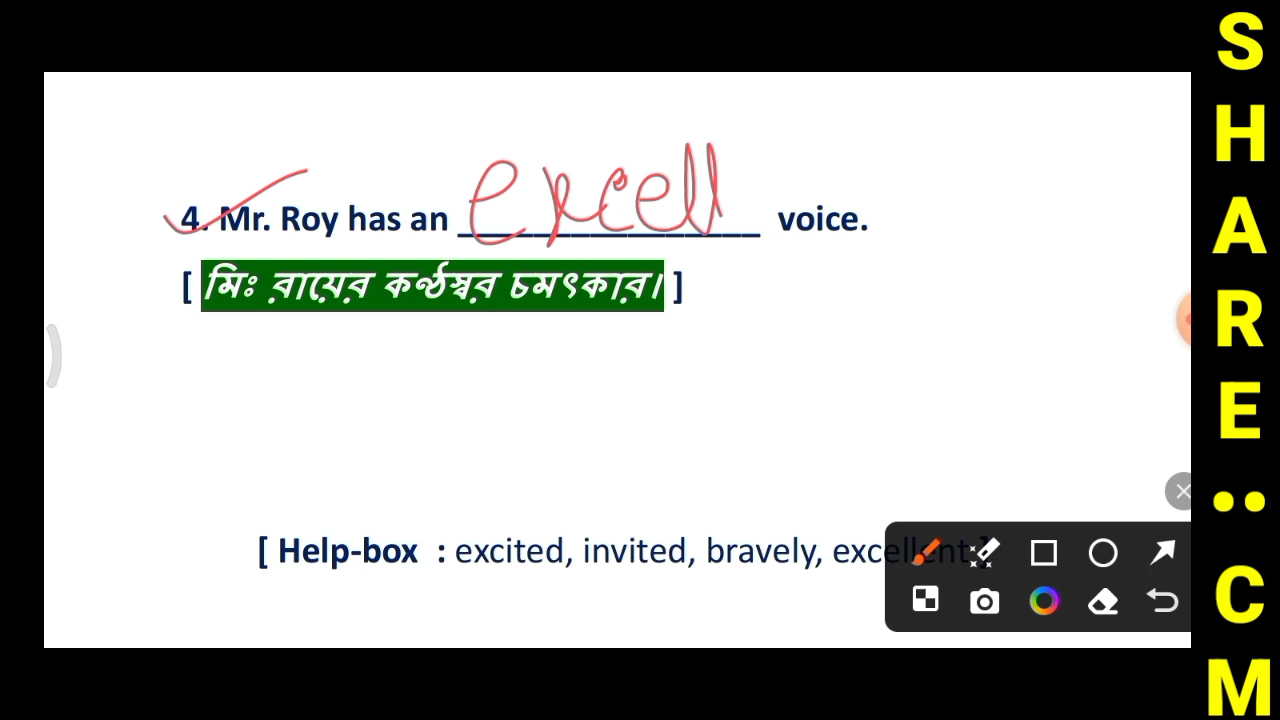 4. Mr. Roy has an excell voice.
[ মিঃ রায়ের কণ্ঠস্বর চমৎকার। ]
[ Help-box : excited, invited, bravely, excellent ]
SHARE
••
CM